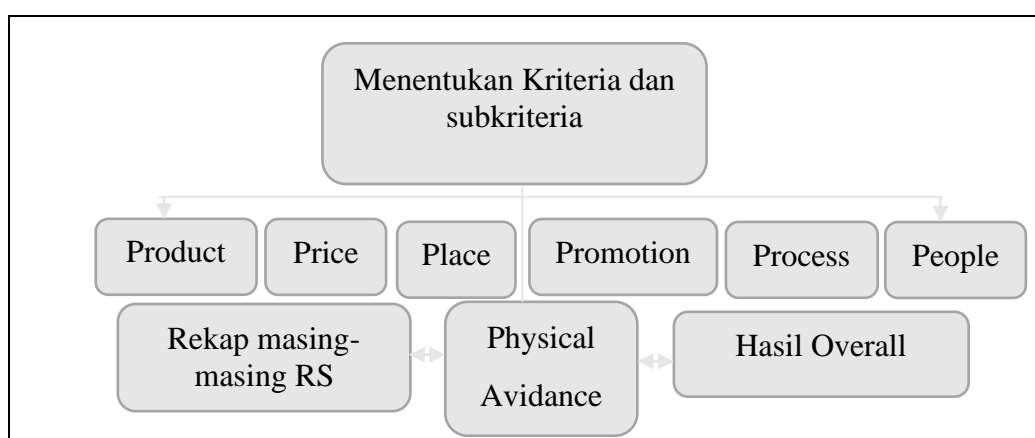 Menentukan Kriteria dan
subkriteria
Product
Price
Place
Promotion
Process
People
Rekap masing-
masing RS
Physical
Avidance
Hasil Overall